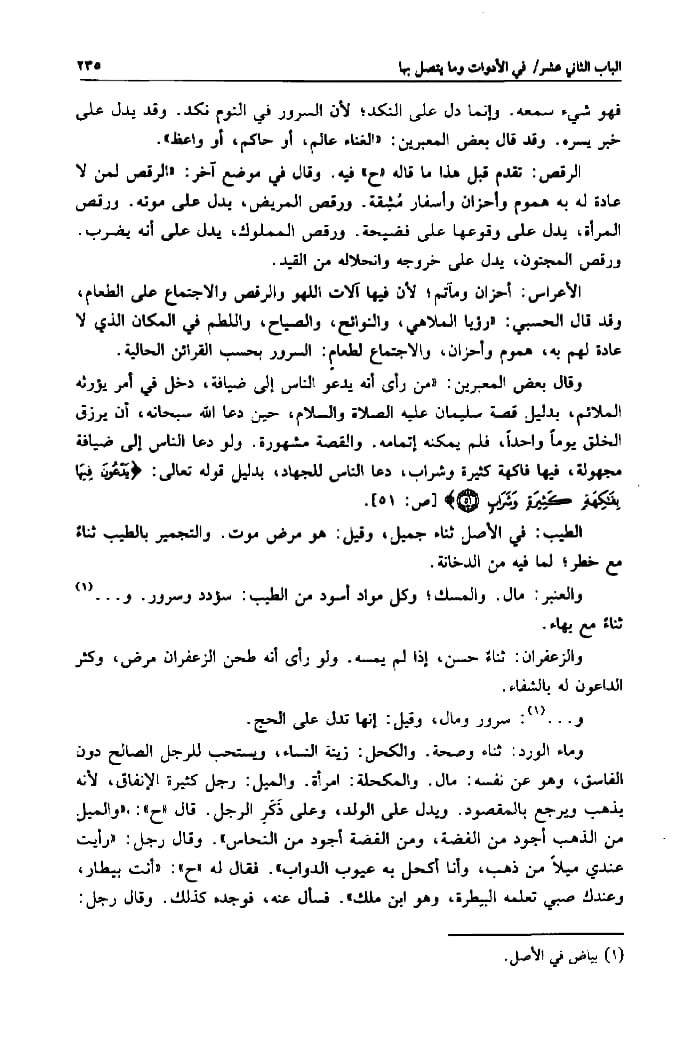 الباب الثاني عشر/ في الأدوات وما يتصل بها ٢٣٥
فهو شيء سمعه. وإنما دل على النكد؛ لأن السرور في النوم نكد. وقد يدل على
خبر يسره. وقد قال بعض المعبرين: «الغناء عالم، أو حاكم، أو واعظ».
الرقص: تقدم قبل هذا ما قاله «ح» فيه. وقال في موضع آخر: «الرقص لمن لا
عادة له به هموم وأحزان وأسفار مُشِقة. ورقص المريض، يدل على موته. ورقص
المرأة، يدل على وقوعها على فضيحة. ورقص المملوك، يدل على أنه يضرب.
ورقص المجنون، يدل على خروجه وانحلاله من القيد.
الأعراس: أحزان ومآتم؛ لأن فيها آلات اللهو والرقص والاجتماع على الطعام،
وقد قال الحسبي: «رؤيا الملاهي، والنوائح، والصياح، واللطم في المكان الذي لا
عادة لهم به، هموم وأحزان، والاجتماع لطعامٍ: السرور بحسب القرائن الحالية.
وقال بعض المعبرين: «من رأى أنه يدعو الناس إلى ضيافة، دخل في أمر يؤرثه
الملائم، بدليل قصة سليمان عليه الصلاة والسلام، حين دعا الله سبحانه، أن يرزق
الخلق يوماً واحداً، فلم يمكنه إتمامه. والقصة مشهورة. ولو دعا الناس إلى ضيافة
مجهولة، فيها فاكهة كثيرة وشراب، دعا الناس للجهاد، بدليل قوله تعالى: ﴿يَدْعُونَ فِيهَا
بِفَاكِهَةٍ كَثِيرَةٍ وَشَرَابٍ ٥١﴾ [ص: ٥١].
الطيب: في الأصل ثناء جميل، وقيل: هو مرض موت. والتجمير بالطيب ثناءٌ
مع خطر؛ لما فيه من الدخانة.
والعنبر: مال. والمسك؛ وكل مواد أسود من الطيب: سؤدد وسرور. و...(١)
ثناءٌ مع بهاء.
والزعفران: ثناءٌ حسن، إذا لم يمسه. ولو رأى أنه طحن الزعفران مرض، وكثر
الداعون له بالشفاء.
و...(١): سرور ومال، وقيل: إنها تدل على الحج.
وماء الورد: ثناء وصحة. والكحل: زينة النساء، ويستحب للرجل الصالح دون
الفاسق، وهو عن نفسه: مال. والمكحلة: امرأة. والميل: رجل كثيرة الإنفاق، لأنه
يذهب ويرجع بالمقصود. ويدل على الولد، وعلى ذَكَرِ الرجل. قال «ح»: «والميل
من الذهب أجود من الفضة، ومن الفضة أجود من النحاس». وقال رجل: «رأيت
عندي ميلاً من ذهب، وأنا أكحل به عيوب الدواب». فقال له «ح»: «أنت بيطار،
وعندك صبي تعلمه البيطرة، وهو ابن ملك». فسأل عنه، فوجده كذلك. وقال رجل:
(١) بياض في الأصل.